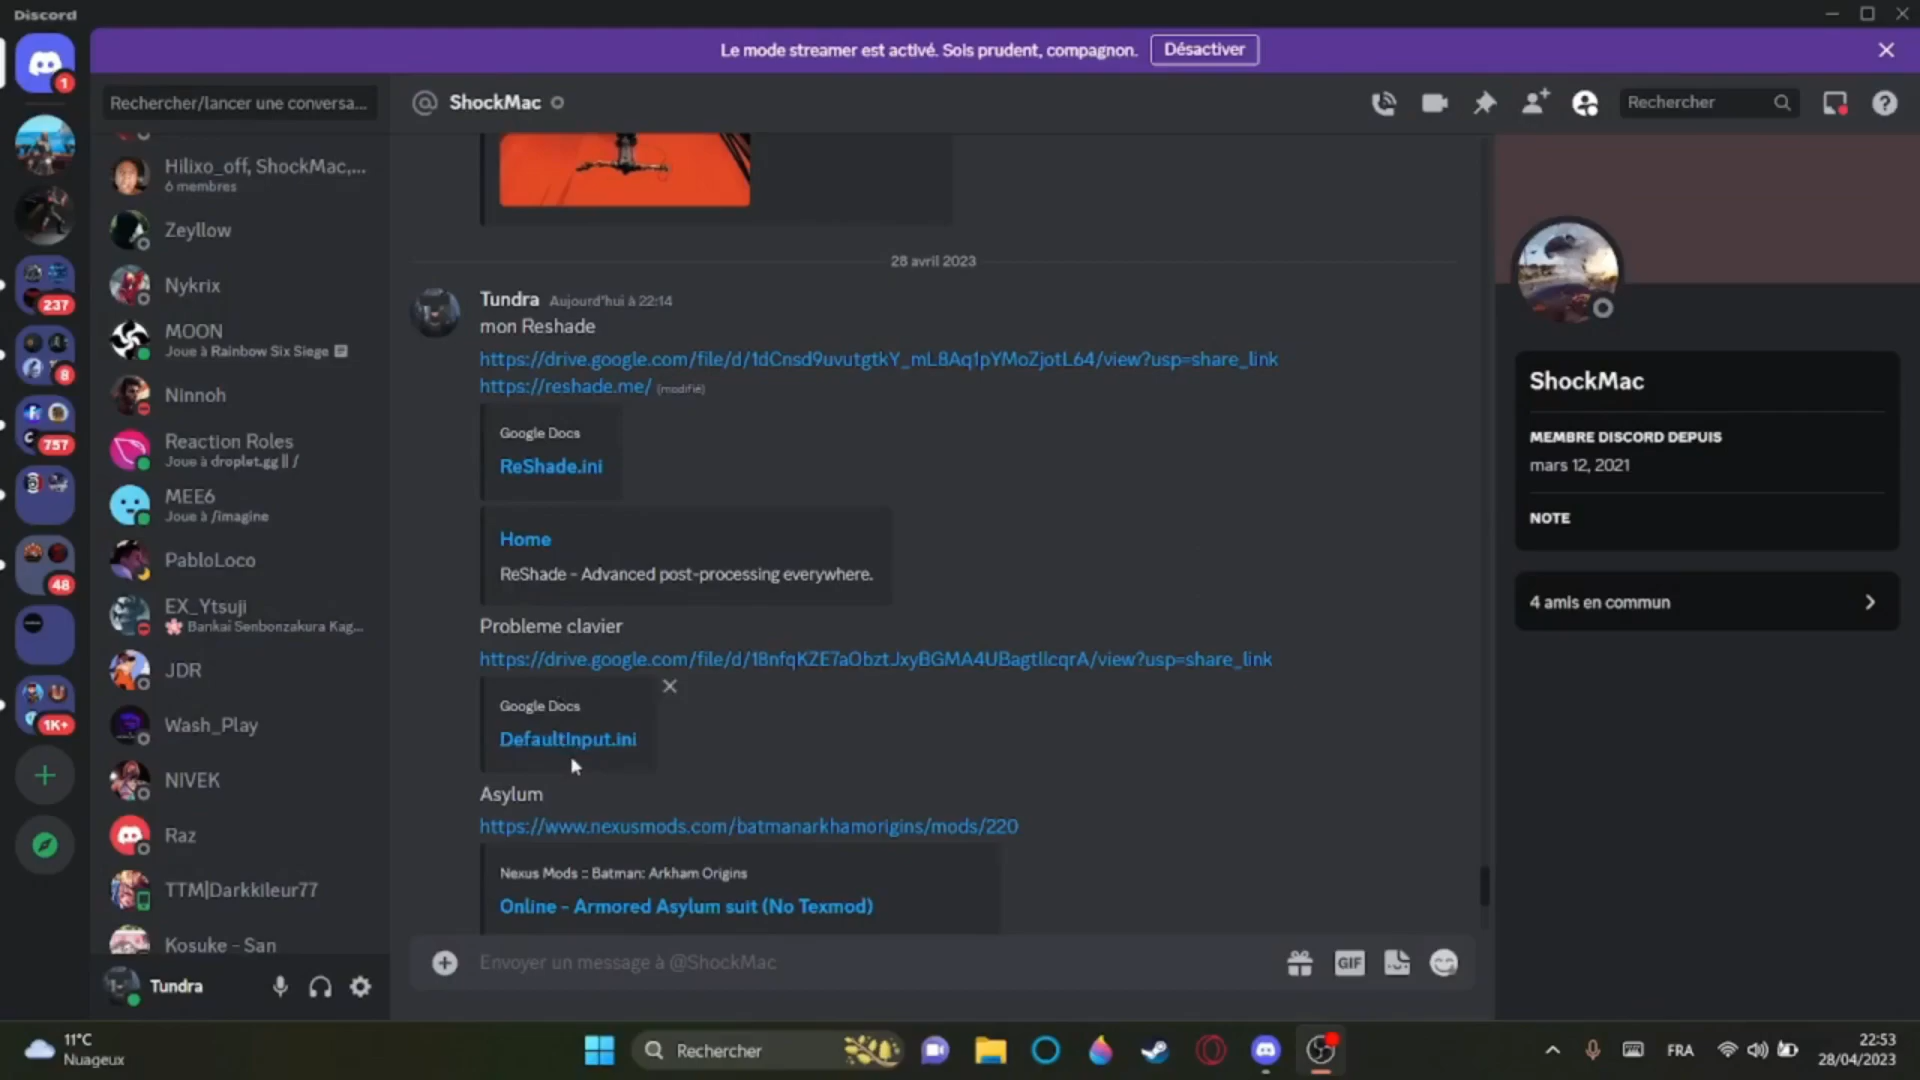 Discord
Le mode streamer est activé. Sois prudent, compagnon.
Désactiver
1
237
8
757
48
1K+
Rechercher/lancer une conversa...
Hilixo_off, ShockMac,...
6 membres
Zeyllow
Nykrix
MOON
Joue à Rainbow Six Siege
Ninnoh
Reaction Roles
Joue à droplet.gg || /
MEE6
Joue à /imagine
PabloLoco
EX_Ytsuji
Bankai Senbonzakura Kag...
JDR
Wash_Play
NIVEK
Raz
TTM|Darkkileur77
Kosuke - San
Tundra
ShockMac
Rechercher
28 avril 2023
Tundra Aujourd'hui à 22:14
mon Reshade
https://drive.google.com/file/d/1dCnsd9uvutgtkY_mL8Aq1pYMoZjotL64/view?usp=share_link
https://reshade.me/ (modifié)
Google Docs
ReShade.ini
Home
ReShade - Advanced post-processing everywhere.
Probleme clavier
https://drive.google.com/file/d/18nfqKZE7aObztJxyBGMA4UBagtllcqrA/view?usp=share_link
Google Docs
DefaultInput.ini
Asylum
https://www.nexusmods.com/batmanarkhamorigins/mods/220
Nexus Mods :: Batman: Arkham Origins
Online - Armored Asylum suit (No Texmod)
Envoyer un message à @ShockMac
GIF
ShockMac
MEMBRE DISCORD DEPUIS
mars 12, 2021
NOTE
4 amis en commun
11°C
Nuageux
Rechercher
FRA
22:53
28/04/2023